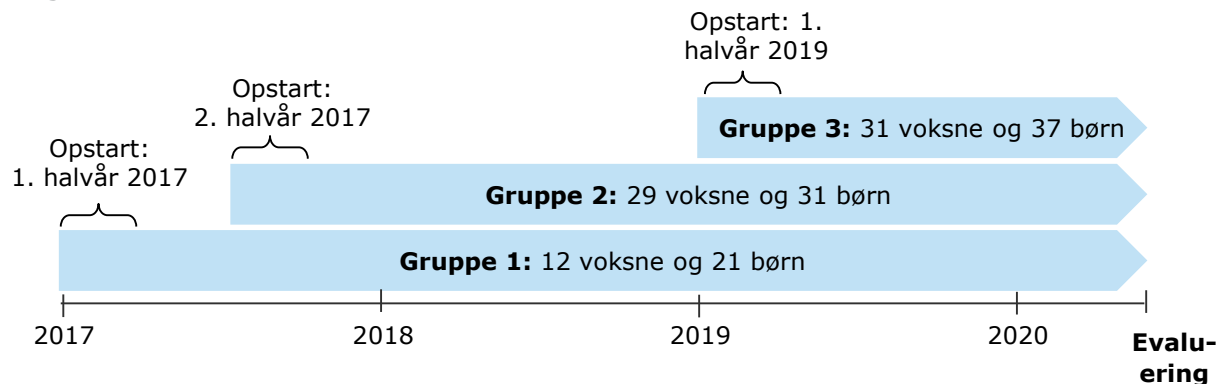 Opstart: 1.
halvår 2019
Opstart:
2. halvår 2017
Opstart:
1. halvår 2017
Gruppe 3: 31 voksne og 37 børn
Gruppe 2: 29 voksne og 31 børn
Gruppe 1: 12 voksne og 21 børn
2017
2018
2019
2020
Evalu-
ering